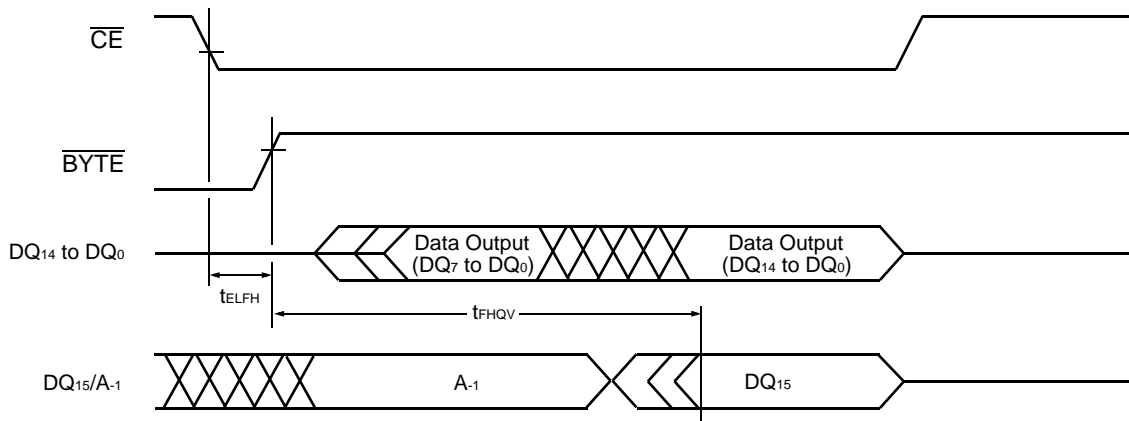 CE
BYTE
DQ14 to DQ0
Data Output
(DQ7 to DQ0)
Data Output
(DQ14 to DQ0)
tELFH
tFHQV
DQ15/A-1
A-1
DQ15